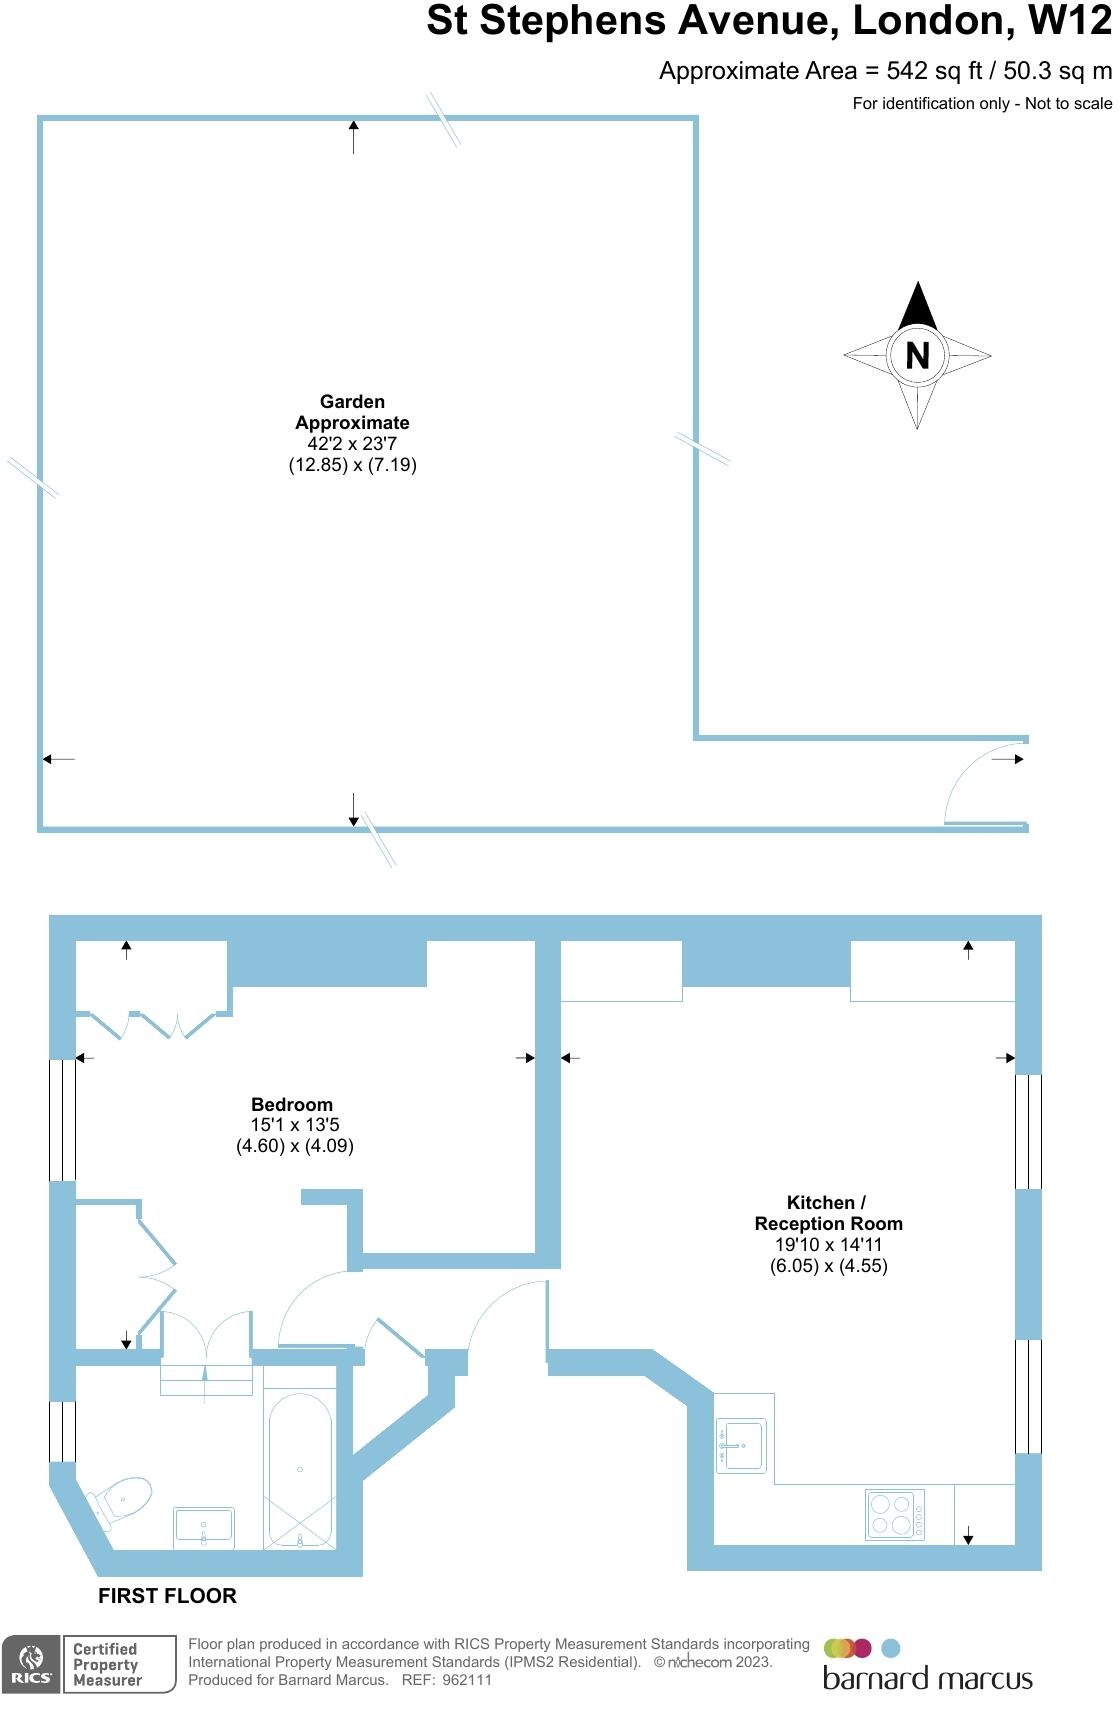 St Stephens Avenue, London, W12
Approximate Area = 542 sq ft / 50.3 sq m
For identification only - Not to scale
N
Garden
Approximate
42'2 x 23'7
(12.85) x (7.19)
Bedroom
15'1 x 13'5
(4.60) x (4.09)
Kitchen /
Reception Room
19'10 x 14'11
(6.05) x (4.55)
FIRST FLOOR
RICS
Certified
Property
Measurer
Floor plan produced in accordance with RICS Property Measurement Standards incorporating
International Property Measurement Standards (IPMS2 Residential). © nichecom 2023.
Produced for Barnard Marcus. REF: 962111
barnard marcus